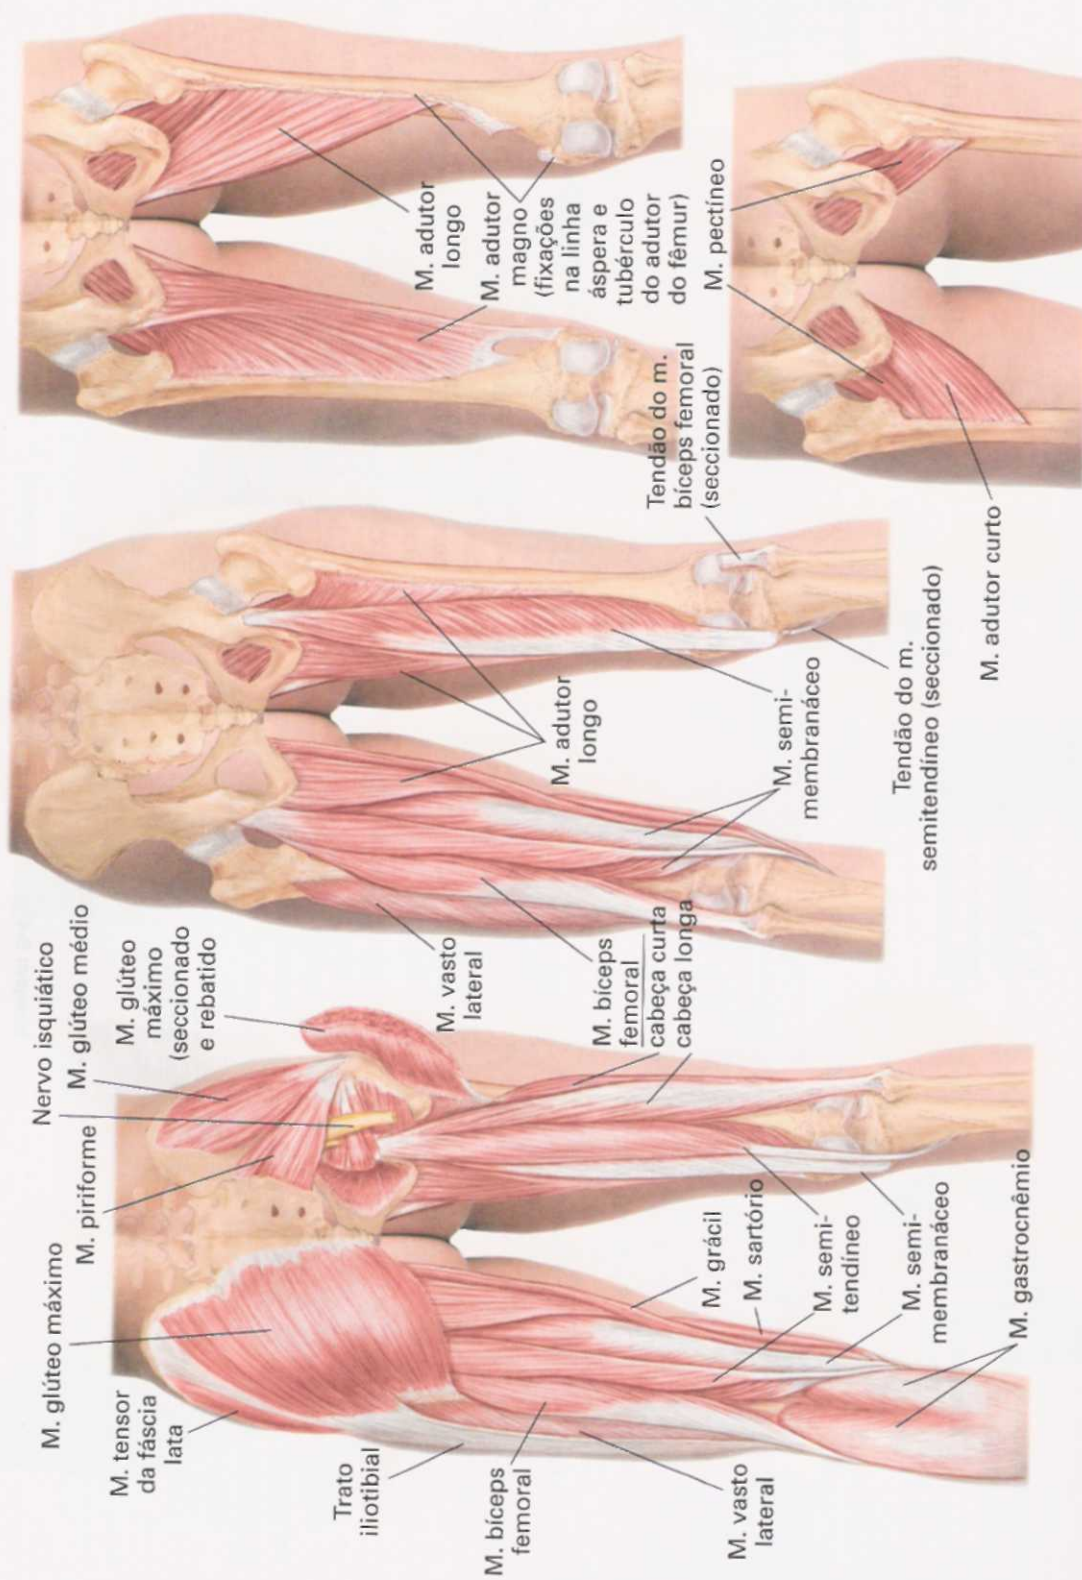 M. glúteo máximo
M. piriforme
Nervo isquiático
M. glúteo médio
M. glúteo
máximo
(seccionado
e rebatido)
M. tensor
da fáscia
lata
Trato
iliotibial
M. bíceps
femoral
M. vasto
lateral
M. grácil
M. sartório
M. semi-
tendíneo
M. semi-
membranáceo
M. gastrocnêmio
M. vasto
lateral
M. bíceps
femoral
cabeça curta
cabeça longa
M. adutor
longo
M. semi-
membranáceo
Tendão do m.
bíceps femoral
(seccionado)
Tendão do m.
semitendíneo (seccionado)
M. adutor
longo
M. adutor
magno
(fixações
na linha
áspera e
tubérculo
do adutor
do fêmur)
M. pectíneo
M. adutor curto